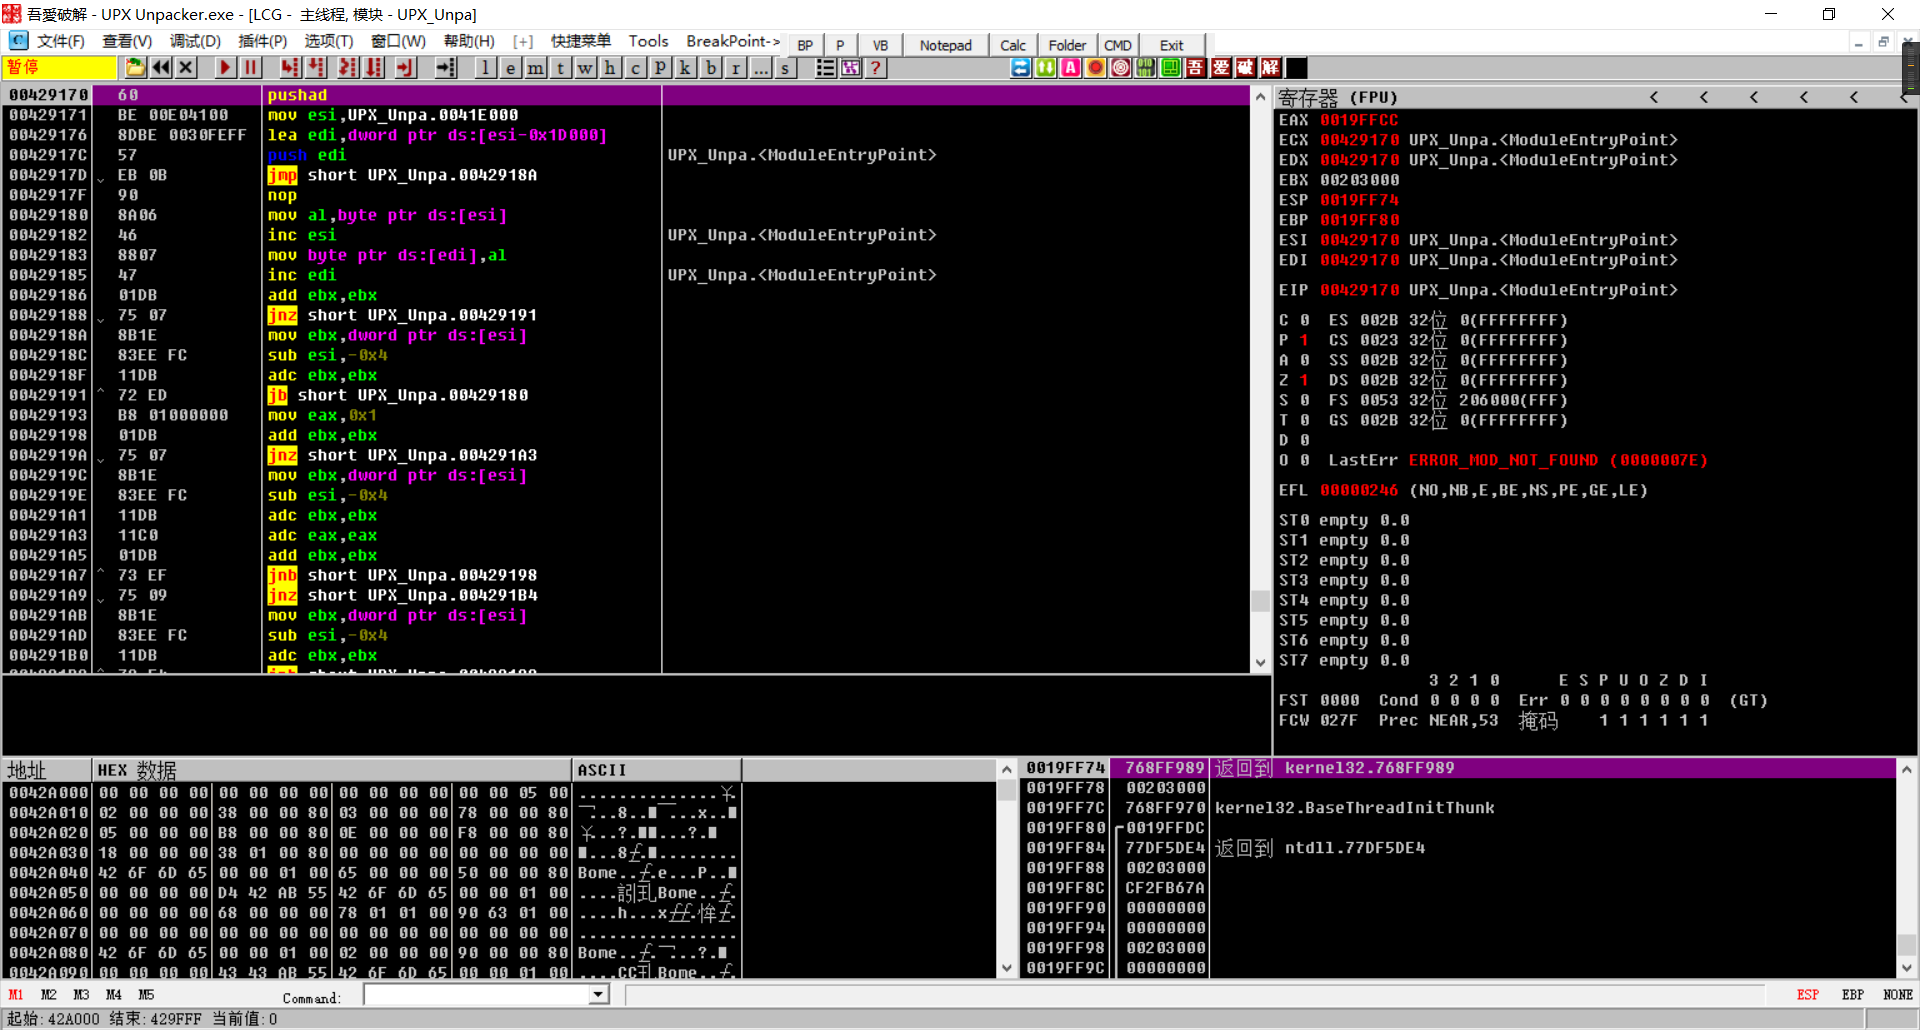 吾愛破解 - UPX Unpacker.exe - [LCG - 主线程, 模块 - UPX_Unpa]
文件(F) 查看(V) 调试(D) 插件(P) 选项(T) 窗口(W) 帮助(H) [+] 快捷菜单 Tools BreakPoint-> BP P VB Notepad Calc Folder CMD Exit
暂停 l e m t w h c p k b r ... s ? 吾 爱 破 解
00429170 60 pushad
00429171 BE 00E04100 mov esi,UPX_Unpa.0041E000
00429176 8DBE 0030FEFF lea edi,dword ptr ds:[esi-0x1D000]
0042917C 57 push edi UPX_Unpa.<ModuleEntryPoint>
0042917D EB 0B jmp short UPX_Unpa.0042918A
0042917F 90 nop
00429180 8A06 mov al,byte ptr ds:[esi]
00429182 46 inc esi UPX_Unpa.<ModuleEntryPoint>
00429183 8807 mov byte ptr ds:[edi],al
00429185 47 inc edi UPX_Unpa.<ModuleEntryPoint>
00429186 01DB add ebx,ebx
00429188 75 07 jnz short UPX_Unpa.00429191
0042918A 8B1E mov ebx,dword ptr ds:[esi]
0042918C 83EE FC sub esi,-0x4
0042918F 11DB adc ebx,ebx
00429191 72 ED jb short UPX_Unpa.00429180
00429193 B8 01000000 mov eax,0x1
00429198 01DB add ebx,ebx
0042919A 75 07 jnz short UPX_Unpa.004291A3
0042919C 8B1E mov ebx,dword ptr ds:[esi]
0042919E 83EE FC sub esi,-0x4
004291A1 11DB adc ebx,ebx
004291A3 11C0 adc eax,eax
004291A5 01DB add ebx,ebx
004291A7 73 EF jnb short UPX_Unpa.00429198
004291A9 75 09 jnz short UPX_Unpa.004291B4
004291AB 8B1E mov ebx,dword ptr ds:[esi]
004291AD 83EE FC sub esi,-0x4
004291B0 11DB adc ebx,ebx
寄存器 (FPU) < < < < < <
EAX 0019FFCC
ECX 00429170 UPX_Unpa.<ModuleEntryPoint>
EDX 00429170 UPX_Unpa.<ModuleEntryPoint>
EBX 00203000
ESP 0019FF74
EBP 0019FF80
ESI 00429170 UPX_Unpa.<ModuleEntryPoint>
EDI 00429170 UPX_Unpa.<ModuleEntryPoint>
EIP 00429170 UPX_Unpa.<ModuleEntryPoint>
C 0 ES 002B 32位 0(FFFFFFFF)
P 1 CS 0023 32位 0(FFFFFFFF)
A 0 SS 002B 32位 0(FFFFFFFF)
Z 1 DS 002B 32位 0(FFFFFFFF)
S 0 FS 0053 32位 206000(FFF)
T 0 GS 002B 32位 0(FFFFFFFF)
D 0
O 0 LastErr ERROR_MOD_NOT_FOUND (0000007E)
EFL 00000246 (NO,NB,E,BE,NS,PE,GE,LE)
ST0 empty 0.0
ST1 empty 0.0
ST2 empty 0.0
ST3 empty 0.0
ST4 empty 0.0
ST5 empty 0.0
ST6 empty 0.0
ST7 empty 0.0
3 2 1 0 E S P U O Z D I
FST 0000 Cond 0 0 0 0 Err 0 0 0 0 0 0 0 0 (GT)
FCW 027F Prec NEAR,53 掩码 1 1 1 1 1 1
地址 HEX 数据 ASCII
0042A000 00 00 00 00 00 00 00 00 00 00 00 00 00 00 05 00
0042A010 02 00 00 00 38 00 00 80 03 00 00 00 78 00 00 80
0042A020 05 00 00 00 B8 00 00 80 0E 00 00 00 F8 00 00 80
0042A030 18 00 00 00 38 01 00 80 00 00 00 00 00 00 00 00
0042A040 42 6F 6D 65 00 00 01 00 65 00 00 00 50 00 00 80
0042A050 00 00 00 00 D4 42 AB 55 42 6F 6D 65 00 00 01 00
0042A060 00 00 00 00 68 00 00 00 78 01 01 00 90 63 01 00
0042A070 00 00 00 00 00 00 00 00 00 00 00 00 00 00 00 00 ................
0042A080 42 6F 6D 65 00 00 01 00 02 00 00 00 90 00 00 80
0042A090 00 00 00 00 43 43 AB 55 42 6F 6D 65 00 00 01 00
0019FF74 768FF989 返回到 kernel32.768FF989
0019FF78 00203000
0019FF7C 768FF970 kernel32.BaseThreadInitThunk
0019FF80 0019FFDC
0019FF84 77DF5DE4 返回到 ntdll.77DF5DE4
0019FF88 00203000
0019FF8C CF2FB67A
0019FF90 00000000
0019FF94 00000000
0019FF98 00203000
0019FF9C 00000000
M1 M2 M3 M4 M5 Command: ESP EBP NONE
起始: 42A000 结束: 429FFF 当前值: 0